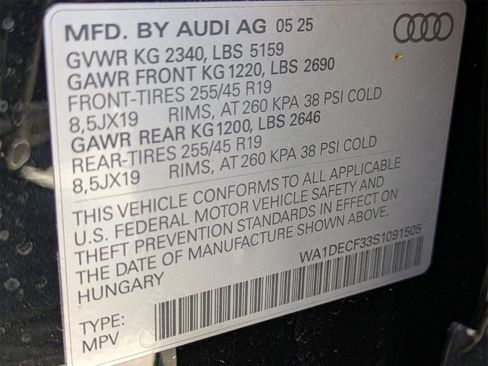 MFD. BY AUDI AG 05 25
GVWR KG 2340, LBS 5159
GAWR FRONT KG1220, LBS 2690
FRONT-TIRES 255/45 R19
8,5JX19 RIMS, AT 260 KPA 38 PSI COLD
GAWR REAR KG1200, LBS 2646
REAR-TIRES 255/45 R19
8,5JX19 RIMS, AT 260 KPA 38 PSI COLD
THIS VEHICLE CONFORMS TO ALL APPLICABLE
U.S. FEDERAL MOTOR VEHICLE SAFETY AND
THEFT PREVENTION STANDARDS IN EFFECT ON
THE DATE OF MANUFACTURE SHOWN ABOVE.
HUNGARY
WA1DECF33S1091505
TYPE:
MPV